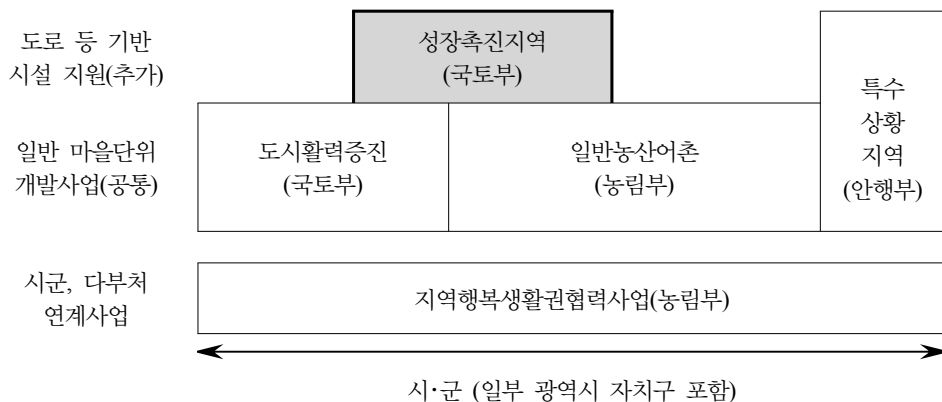 도로 등 기반
시설 지원(추가)
성장촉진지역
(국토부)
특수
상황
지역
(안행부)
일반 마을단위
개발사업(공통)
도시활력증진
(국토부)
일반농산어촌
(농림부)
시군, 다부처
연계사업
지역행복생활권협력사업(농림부)
시·군 (일부 광역시 자치구 포함)